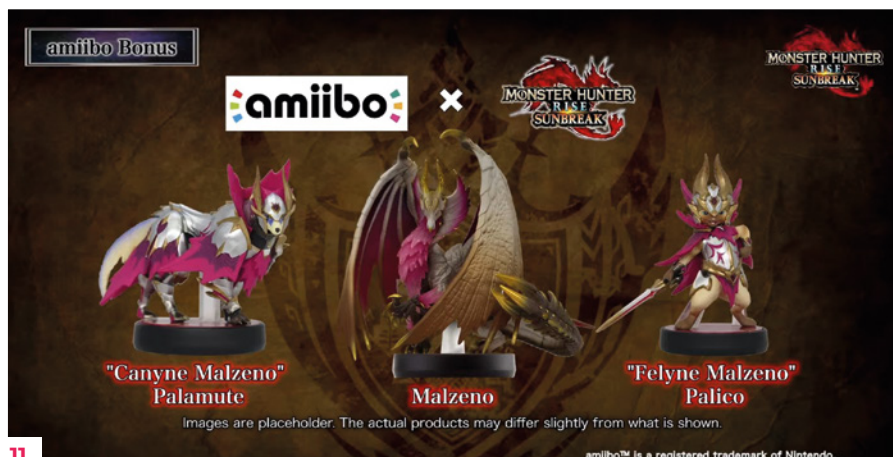 amiibo Bonus
amiibo × MONSTER HUNTER
RISE
SUNBREAK
MONSTER HUNTER
RISE
SUNBREAK
"Canyne Malzeno"
Palamute
Malzeno
"Felyne Malzeno"
Palico
Images are placeholder. The actual products may differ slightly from what is shown.
11
amiibo™ is a registered trademark of Nintendo.